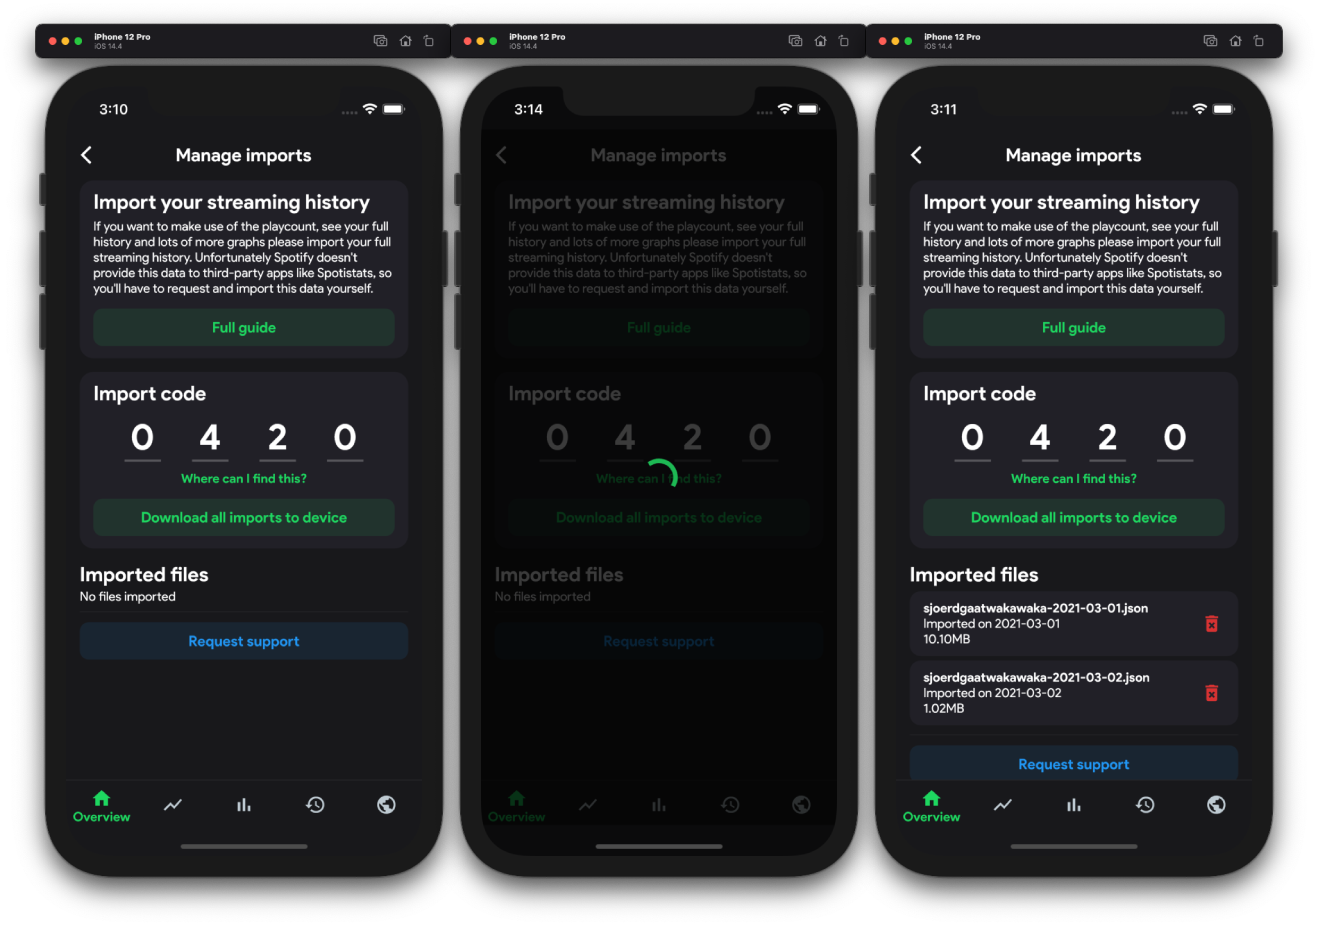 iPhone 12 Pro
iOS 14.4
3:10
Manage imports
Import your streaming history
If you want to make use of the playcount, see your full
history and lots of more graphs please import your full
streaming history. Unfortunately Spotify doesn't
provide this data to third-party apps like Spotistats, so
you'll have to request and import this data yourself.
Full guide
Import code
0 4 2 0
Where can I find this?
Download all imports to device
Imported files
No files imported
Request support
Overview
iPhone 12 Pro
iOS 14.4
3:14
Manage imports
Import your streaming history
If you want to make use of the playcount, see your full
history and lots of more graphs please import your full
streaming history. Unfortunately Spotify doesn't
provide this data to third-party apps like Spotistats, so
you'll have to request and import this data yourself.
Full guide
Import code
0 4 2 0
Where can I find this?
Download all imports to device
Imported files
No files imported
Request support
Overview
iPhone 12 Pro
iOS 14.4
3:11
Manage imports
Import your streaming history
If you want to make use of the playcount, see your full
history and lots of more graphs please import your full
streaming history. Unfortunately Spotify doesn't
provide this data to third-party apps like Spotistats, so
you'll have to request and import this data yourself.
Full guide
Import code
0 4 2 0
Where can I find this?
Download all imports to device
Imported files
sjoerdgaatwakawaka-2021-03-01.json
Imported on 2021-03-01
10.10MB
sjoerdgaatwakawaka-2021-03-02.json
Imported on 2021-03-02
1.02MB
Request support
Overview